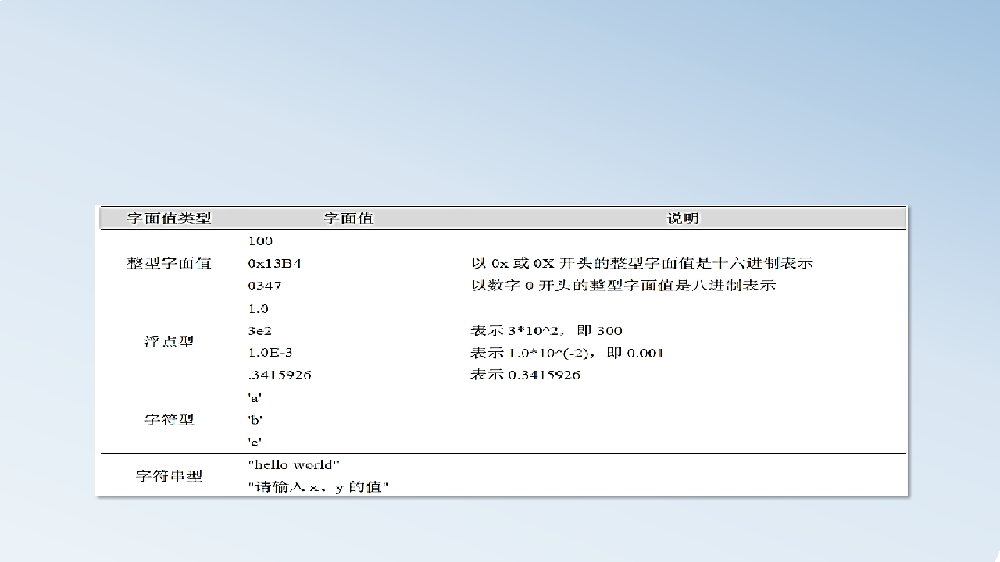 字面值类型 字面值 说明
100
整型字面值 0x13B4 以 0x 或 0X 开头的整型字面值是十六进制表示
0347 以数字 0 开头的整型字面值是八进制表示
1.0
3e2 表示 3*10^2，即 300
浮点型
1.0E-3 表示 1.0*10^(-2)，即 0.001
.3415926 表示 0.3415926
'a'
字符型 'b'
'c'
"hello world"
字符串型
"请输入 x、y 的值"